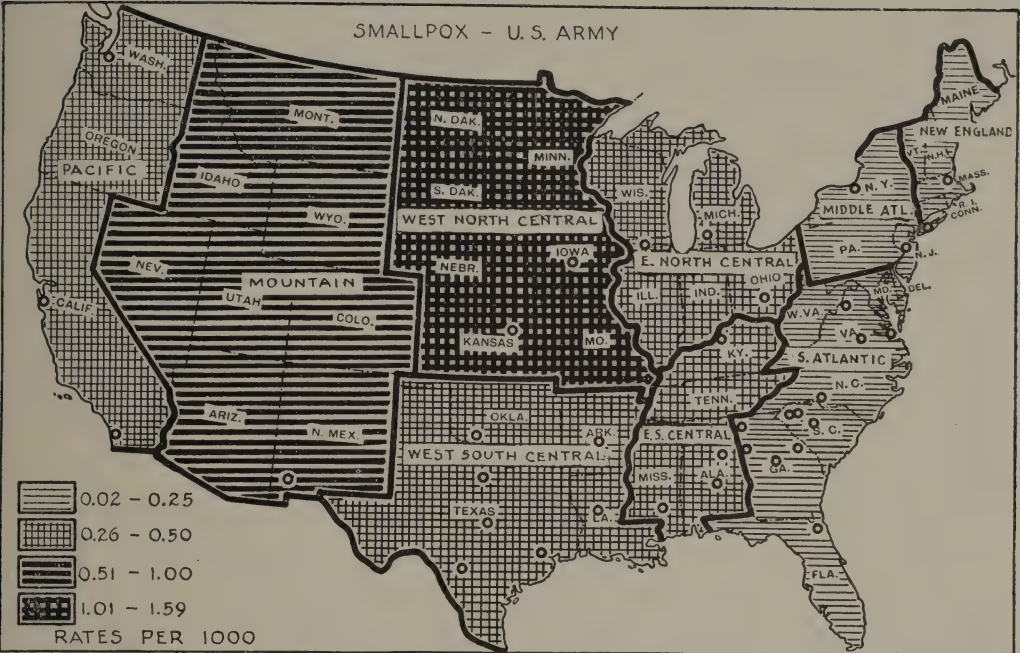 SMALLPOX - U. S. ARMY
WASH.
OREGON
PACIFIC
CALIF.
MONT.
IDAHO
WYO.
NEV.
MOUNTAIN
UTAH
COLO.
ARIZ.
N. MEX.
N. DAK.
MINN.
S. DAK.
WEST NORTH CENTRAL
IOWA
NEBR.
KANSAS
MO.
OKLA.
ARK.
WEST SOUTH CENTRAL
TEXAS
LA.
WIS.
MICH.
E. NORTH CENTRAL
OHIO
ILL.
IND.
KY.
TENN.
E.S. CENTRAL
MISS.
ALA.
MAINE
NEW ENGLAND
VT.
N.H.
MASS.
R. I.
CONN.
N. Y.
MIDDLE ATL.
PA.
N. J.
MD.
DEL.
W. VA.
VA.
S. ATLANTIC
N. C.
S. C.
GA.
FLA.
0.02 - 0.25
0.26 - 0.50
0.51 - 1.00
1.01 - 1.59
RATES PER 1000